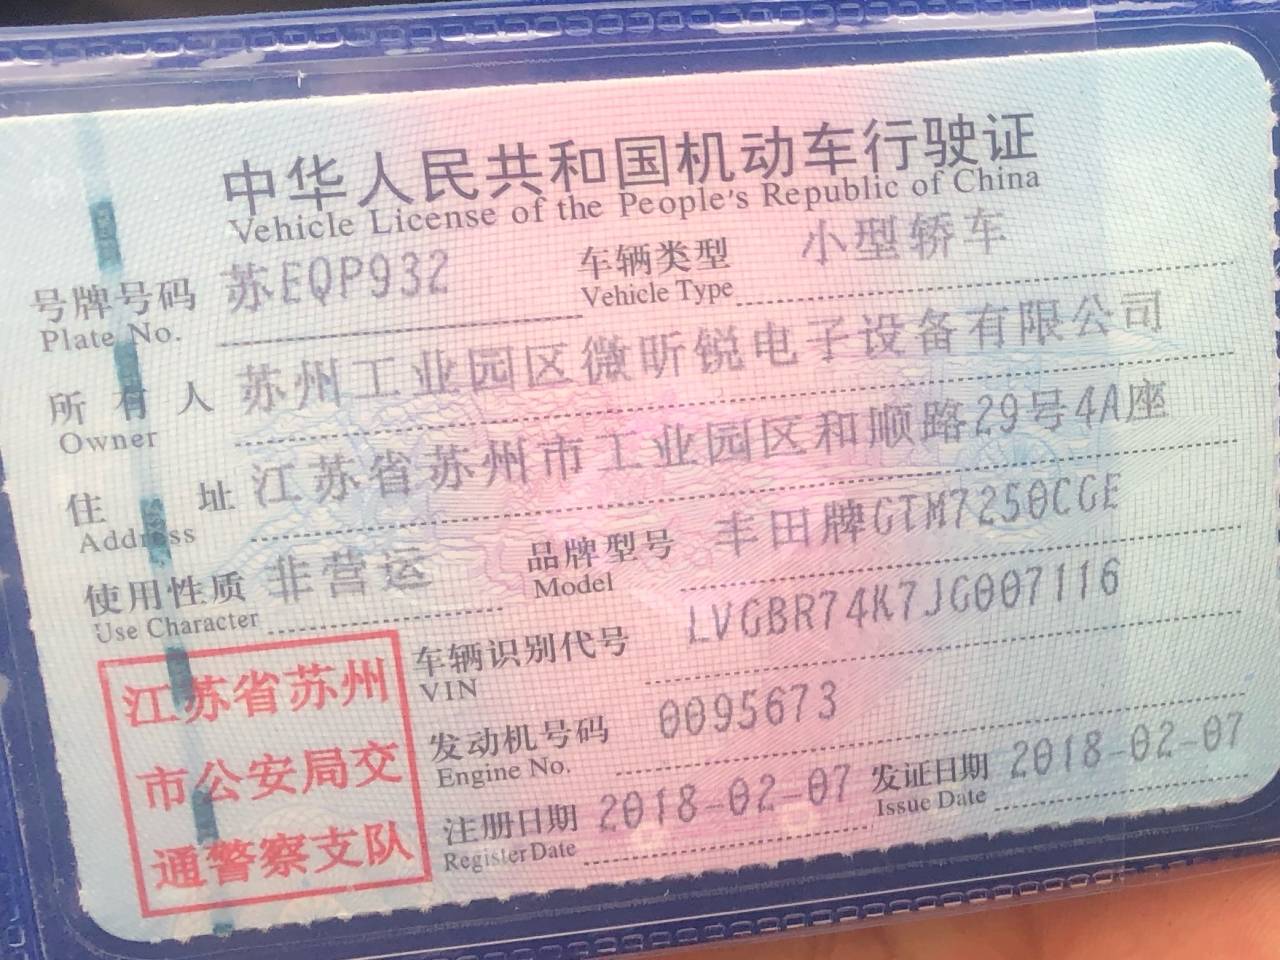 中华人民共和国机动车行驶证
Vehicle License of the People's Republic of China
号牌号码 苏EQP932 车辆类型 小型轿车
Plate No. Vehicle Type
所有人 苏州工业园区微昕锐电子设备有限公司
Owner
住址 江苏省苏州市工业园区和顺路29号4A座
Address
使用性质 非营运 品牌型号 丰田牌GTM7250CGE
Use Character Model
车辆识别代号 LVGBR74K7JG007116
VIN
发动机号码 0095673
Engine No.
注册日期 2018-02-07 发证日期 2018-02-07
Register Date Issue Date
江苏省苏州
市公安局交
通警察支队